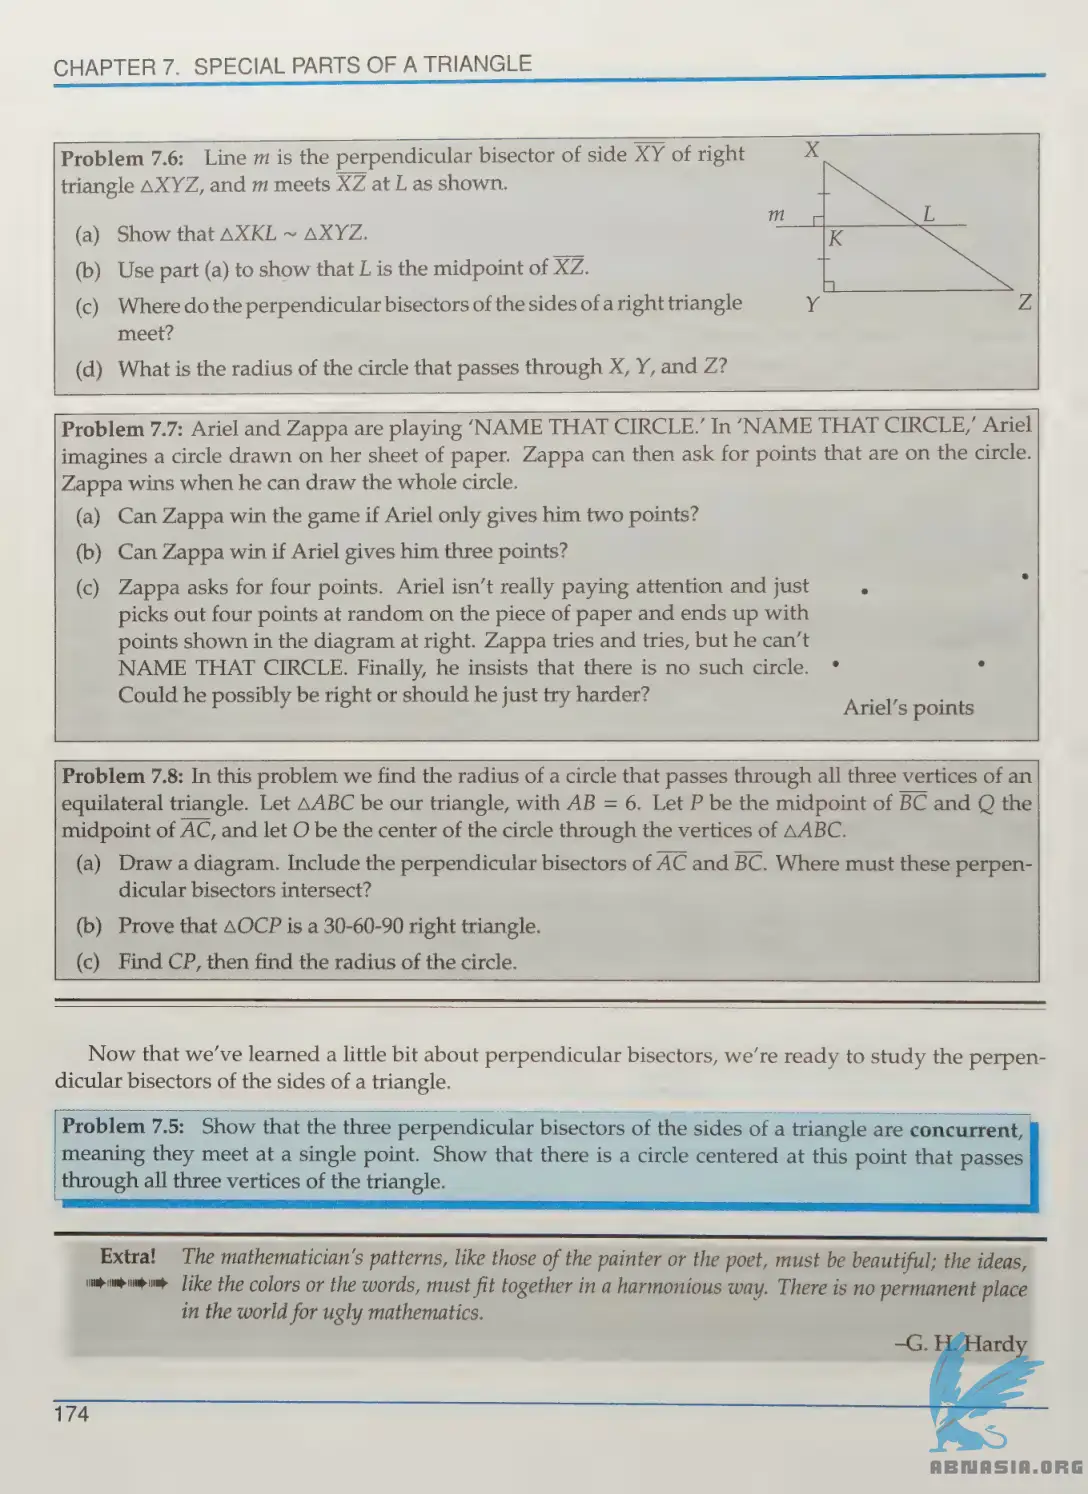 CHAPTER 7. SPECIAL PARTS OF A TRIANGLE
Problem 7.6: Line m is the perpendicular bisector of side XY of right
triangle △XYZ, and m meets XZ at L as shown.
(a) Show that △XKL ~ △XYZ.
(b) Use part (a) to show that L is the midpoint of XZ.
(c) Where do the perpendicular bisectors of the sides of a right triangle
meet?
(d) What is the radius of the circle that passes through X, Y, and Z?
X
m
L
K
Y
Z
Problem 7.7: Ariel and Zappa are playing 'NAME THAT CIRCLE.' In 'NAME THAT CIRCLE,' Ariel
imagines a circle drawn on her sheet of paper. Zappa can then ask for points that are on the circle.
Zappa wins when he can draw the whole circle.
(a) Can Zappa win the game if Ariel only gives him two points?
(b) Can Zappa win if Ariel gives him three points?
(c) Zappa asks for four points. Ariel isn't really paying attention and just
picks out four points at random on the piece of paper and ends up with
points shown in the diagram at right. Zappa tries and tries, but he can't
NAME THAT CIRCLE. Finally, he insists that there is no such circle.
Could he possibly be right or should he just try harder?
Ariel's points
Problem 7.8: In this problem we find the radius of a circle that passes through all three vertices of an
equilateral triangle. Let △ABC be our triangle, with AB = 6. Let P be the midpoint of BC and Q the
midpoint of AC, and let O be the center of the circle through the vertices of △ABC.
(a) Draw a diagram. Include the perpendicular bisectors of AC and BC. Where must these perpen-
dicular bisectors intersect?
(b) Prove that △OCP is a 30-60-90 right triangle.
(c) Find CP, then find the radius of the circle.
Now that we've learned a little bit about perpendicular bisectors, we're ready to study the perpen-
dicular bisectors of the sides of a triangle.
Problem 7.5: Show that the three perpendicular bisectors of the sides of a triangle are concurrent,
meaning they meet at a single point. Show that there is a circle centered at this point that passes
through all three vertices of the triangle.
Extra! The mathematician's patterns, like those of the painter or the poet, must be beautiful; the ideas,
like the colors or the words, must fit together in a harmonious way. There is no permanent place
in the world for ugly mathematics.
–G. H. Hardy
174
ABNASIA.ORG